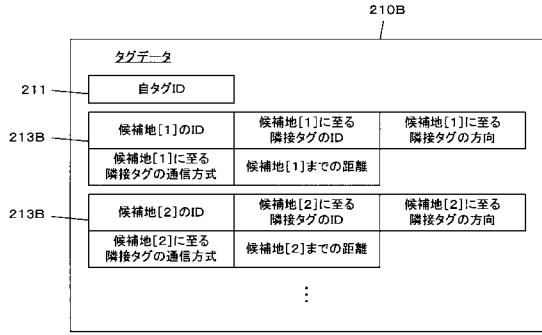 210B
タグデータ
211
自タグID
213B
候補地[1]のID
候補地[1]に至る
隣接タグのID
候補地[1]に至る
隣接タグの方向
候補地[1]に至る
隣接タグの通信方式
候補地[1]までの距離
213B
候補地[2]のID
候補地[2]に至る
隣接タグのID
候補地[2]に至る
隣接タグの方向
候補地[2]に至る
隣接タグの通信方式
候補地[2]までの距離
⋮